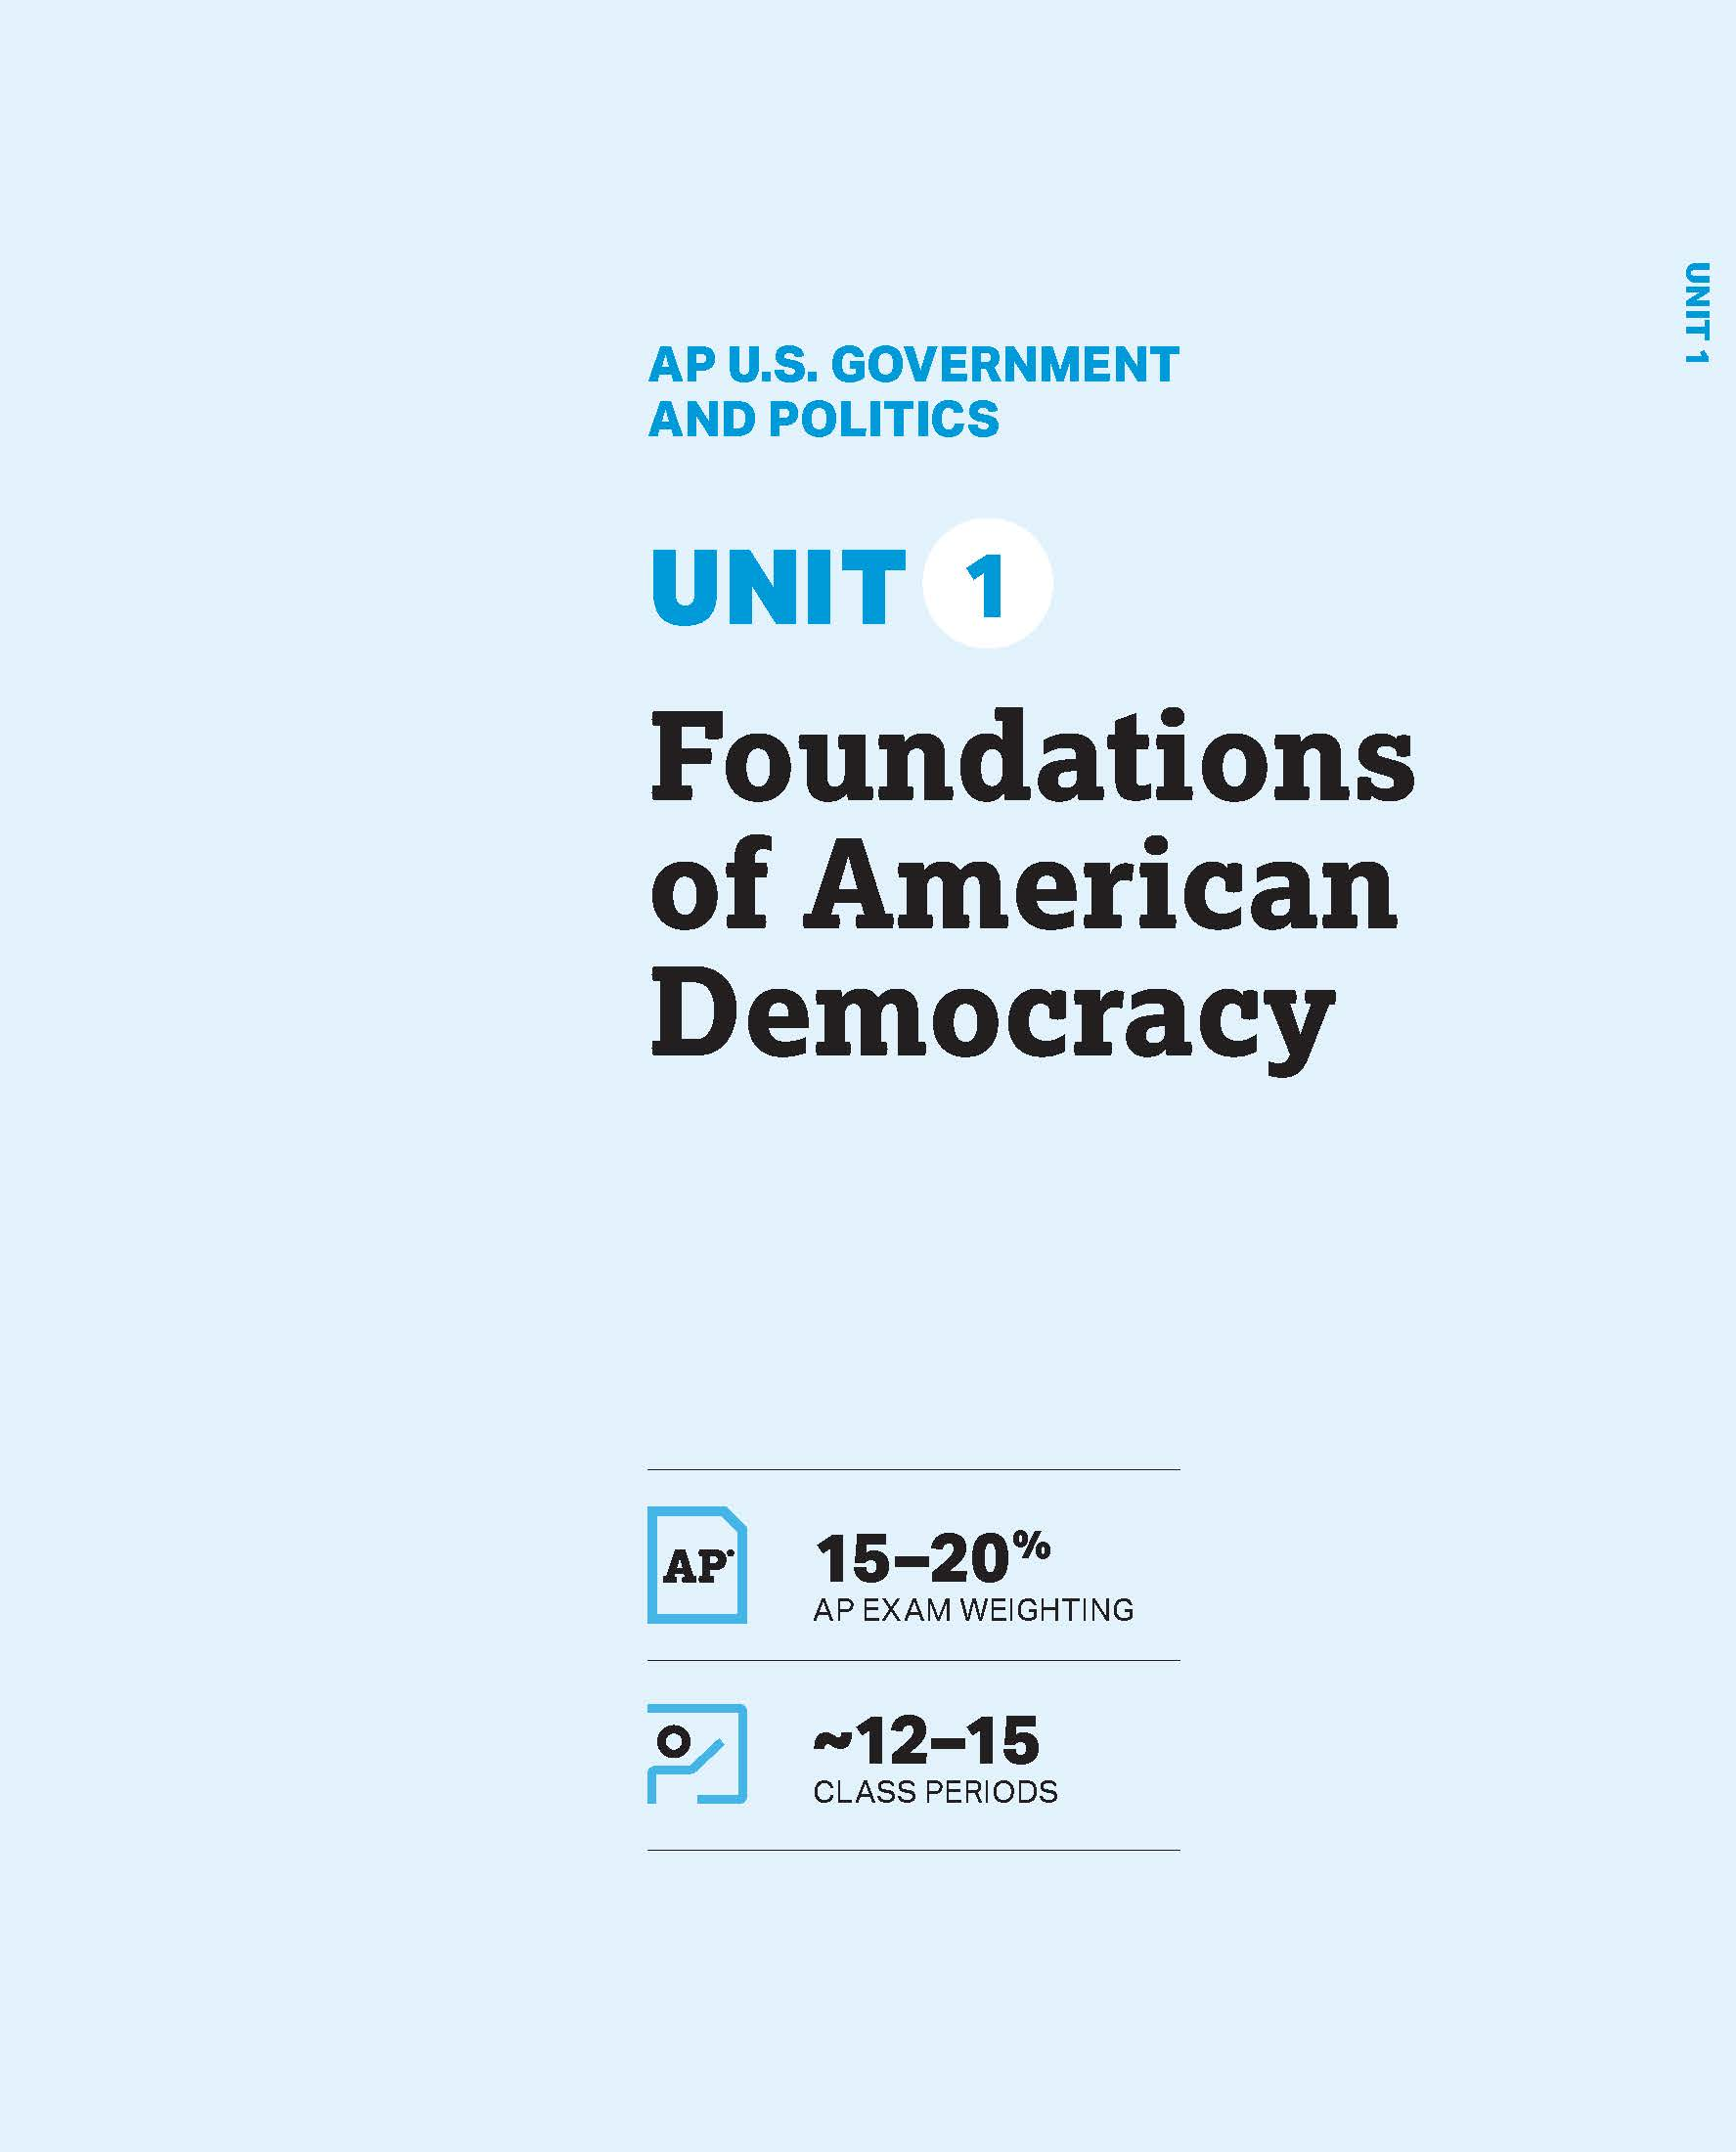 UNIT 1
AP U.S. GOVERNMENT
AND POLITICS
UNIT 1
Foundations
of American
Democracy
AP®
15–20%
AP EXAM WEIGHTING
~12–15
CLASS PERIODS